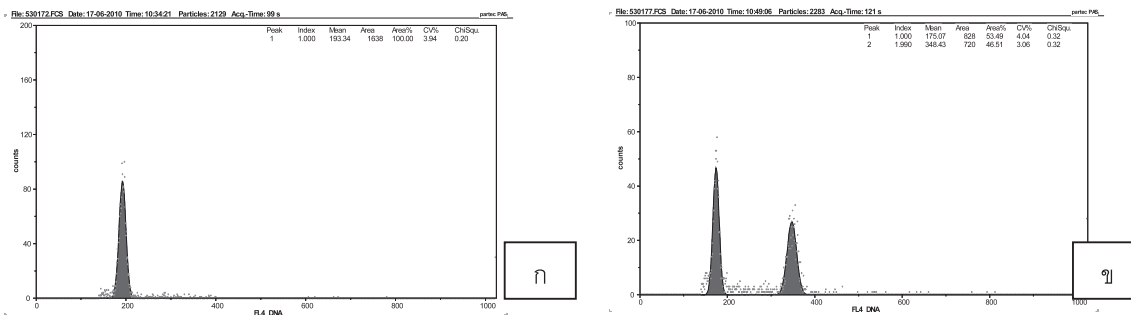 File: 530172.FCS Date: 17-06-2010 Time: 10:34:21 Particles: 2129 Acq.-Time: 99 s partec PAS
Peak Index Mean Area Area% CV% ChiSqu.
1 1.000 193.34 1638 100.00 3.94 0.20
200
160
120
80
40
0
counts
0 200 400 600 800 1000
FL4 DNA
ก
File: 530177.FCS Date: 17-06-2010 Time: 10:49:06 Particles: 2283 Acq.-Time: 121 s partec PAS
Peak Index Mean Area Area% CV% ChiSqu.
1 1.000 175.07 828 53.49 4.04 0.32
2 1.990 348.43 720 46.51 3.06 0.32
100
80
60
40
20
0
counts
0 200 400 600 800 1000
FL4 DNA
ข